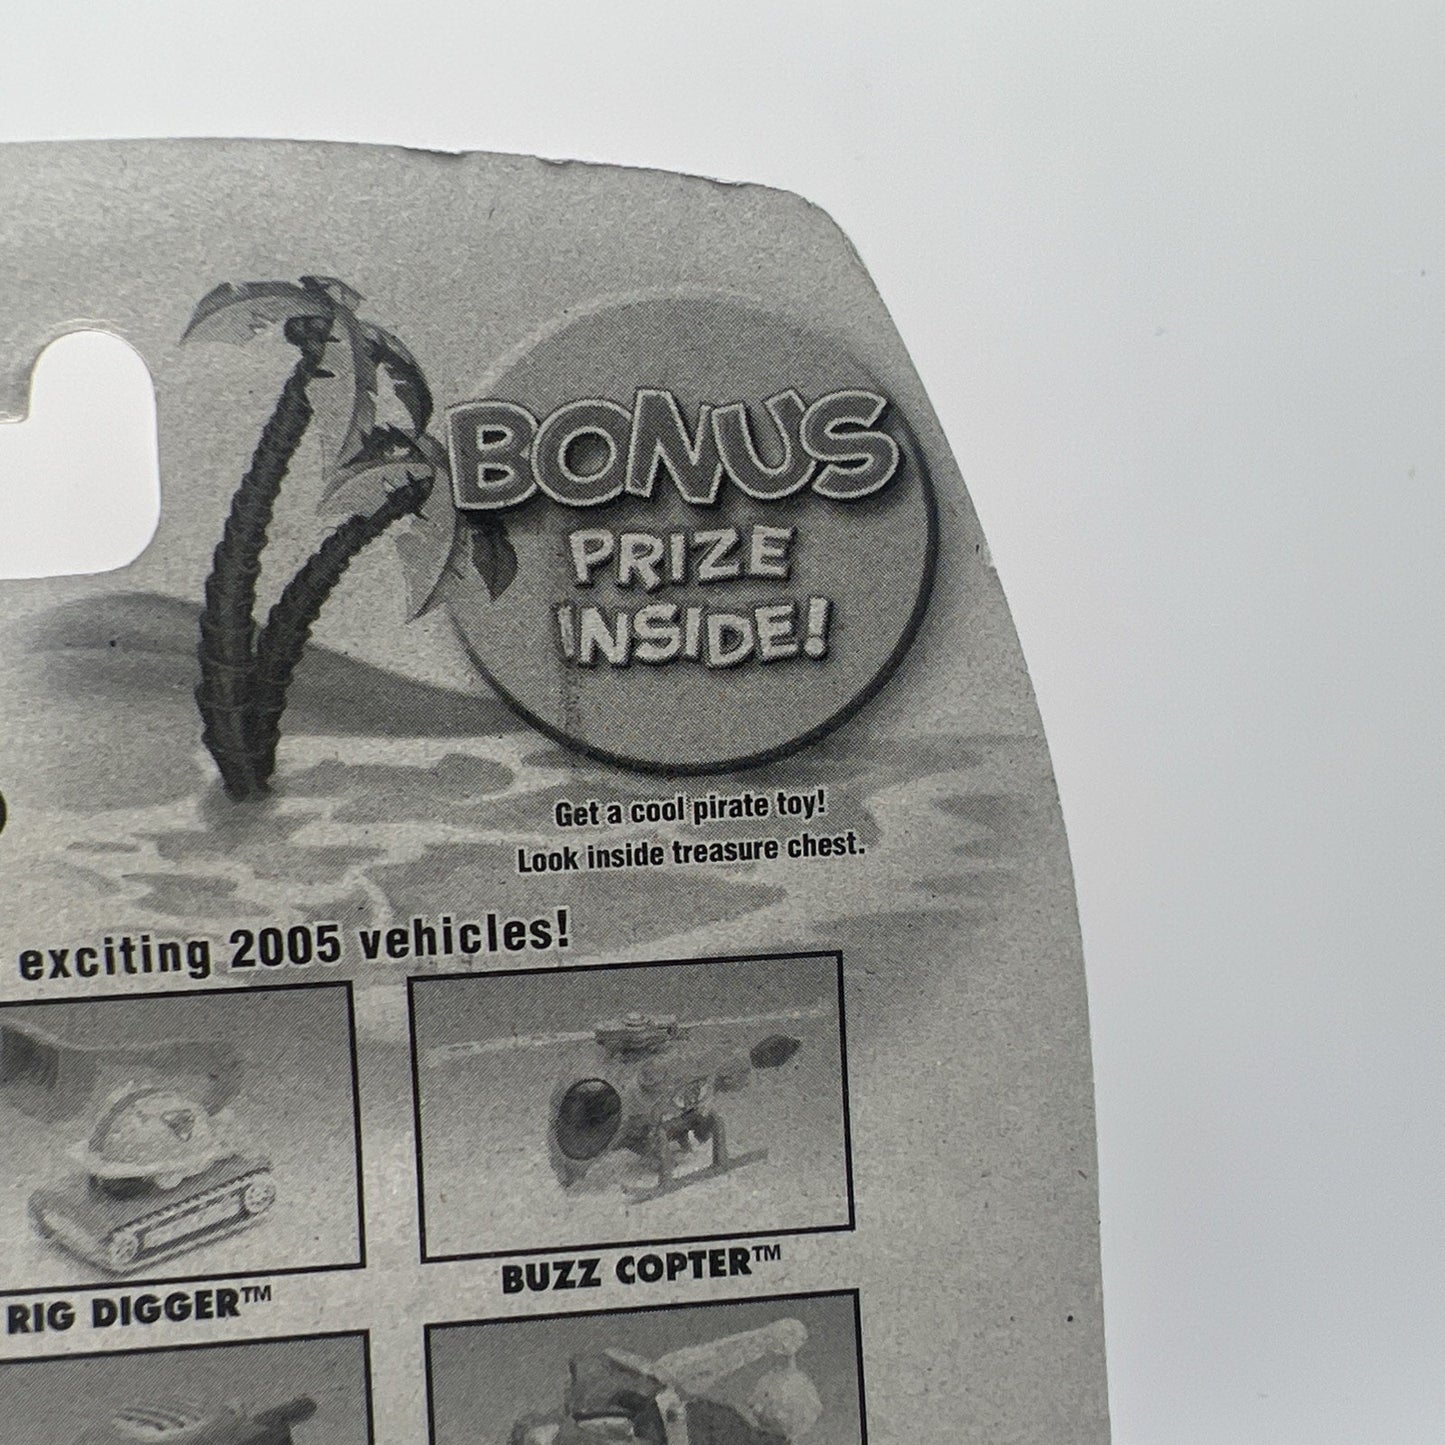 BONUS
PRIZE
INSIDE!
Get a cool pirate toy!
Look inside treasure chest.
exciting 2005 vehicles!
RIG DIGGER™
BUZZ COPTER™